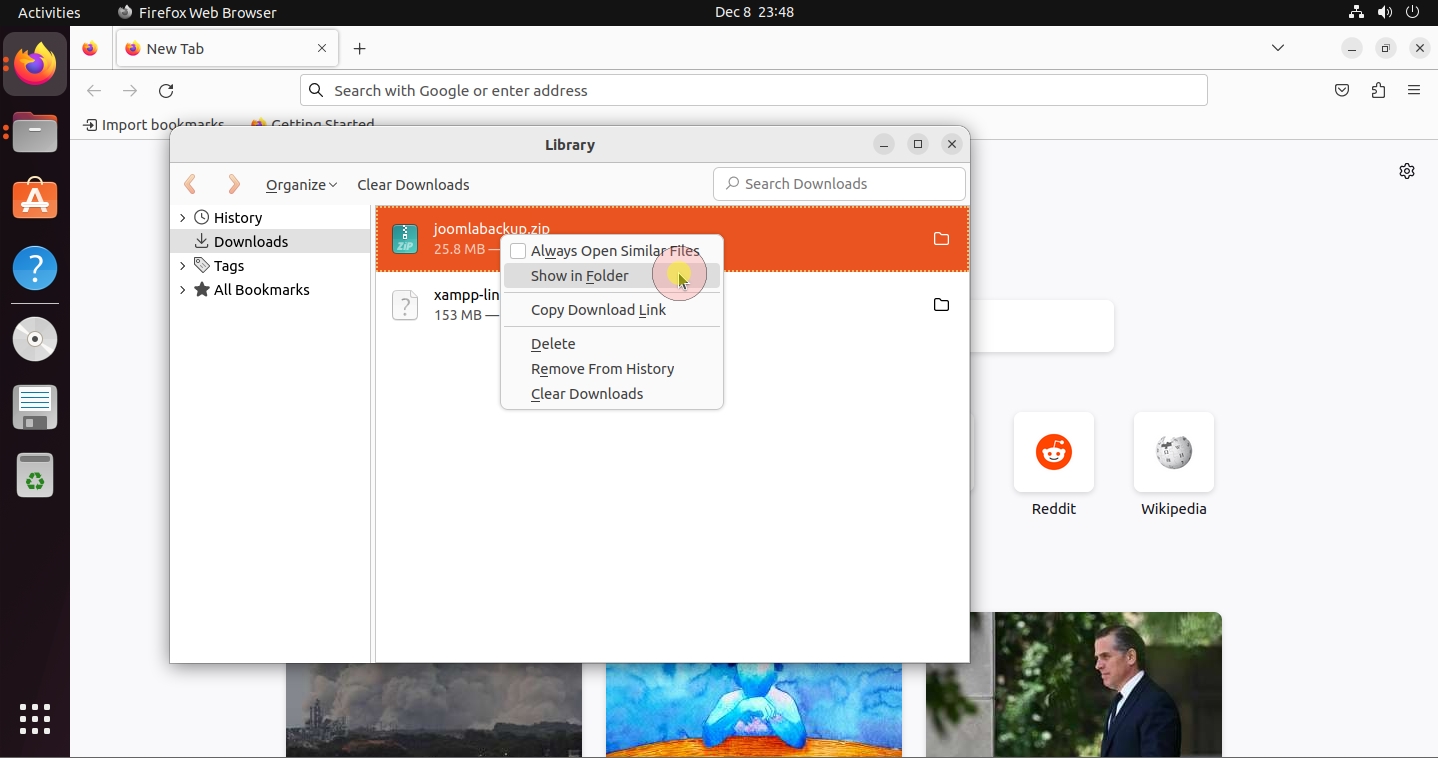 Activities Firefox Web Browser Dec 8 23:48
New Tab
Search with Google or enter address
Import bookmarks Getting Started
Library
Organize Clear Downloads Search Downloads
History
Downloads
Tags
All Bookmarks
joomlabackup.zip
ZIP 25.8 MB —
xampp-lin
153 MB —
Always Open Similar Files
Show in Folder
Copy Download Link
Delete
Remove From History
Clear Downloads
Reddit Wikipedia